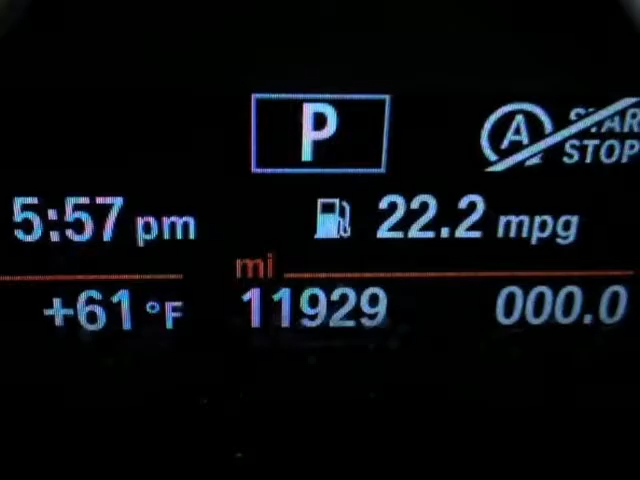 P
A START
STOP
5:57 pm 22.2 mpg
mi
+61 °F 11929 000.0